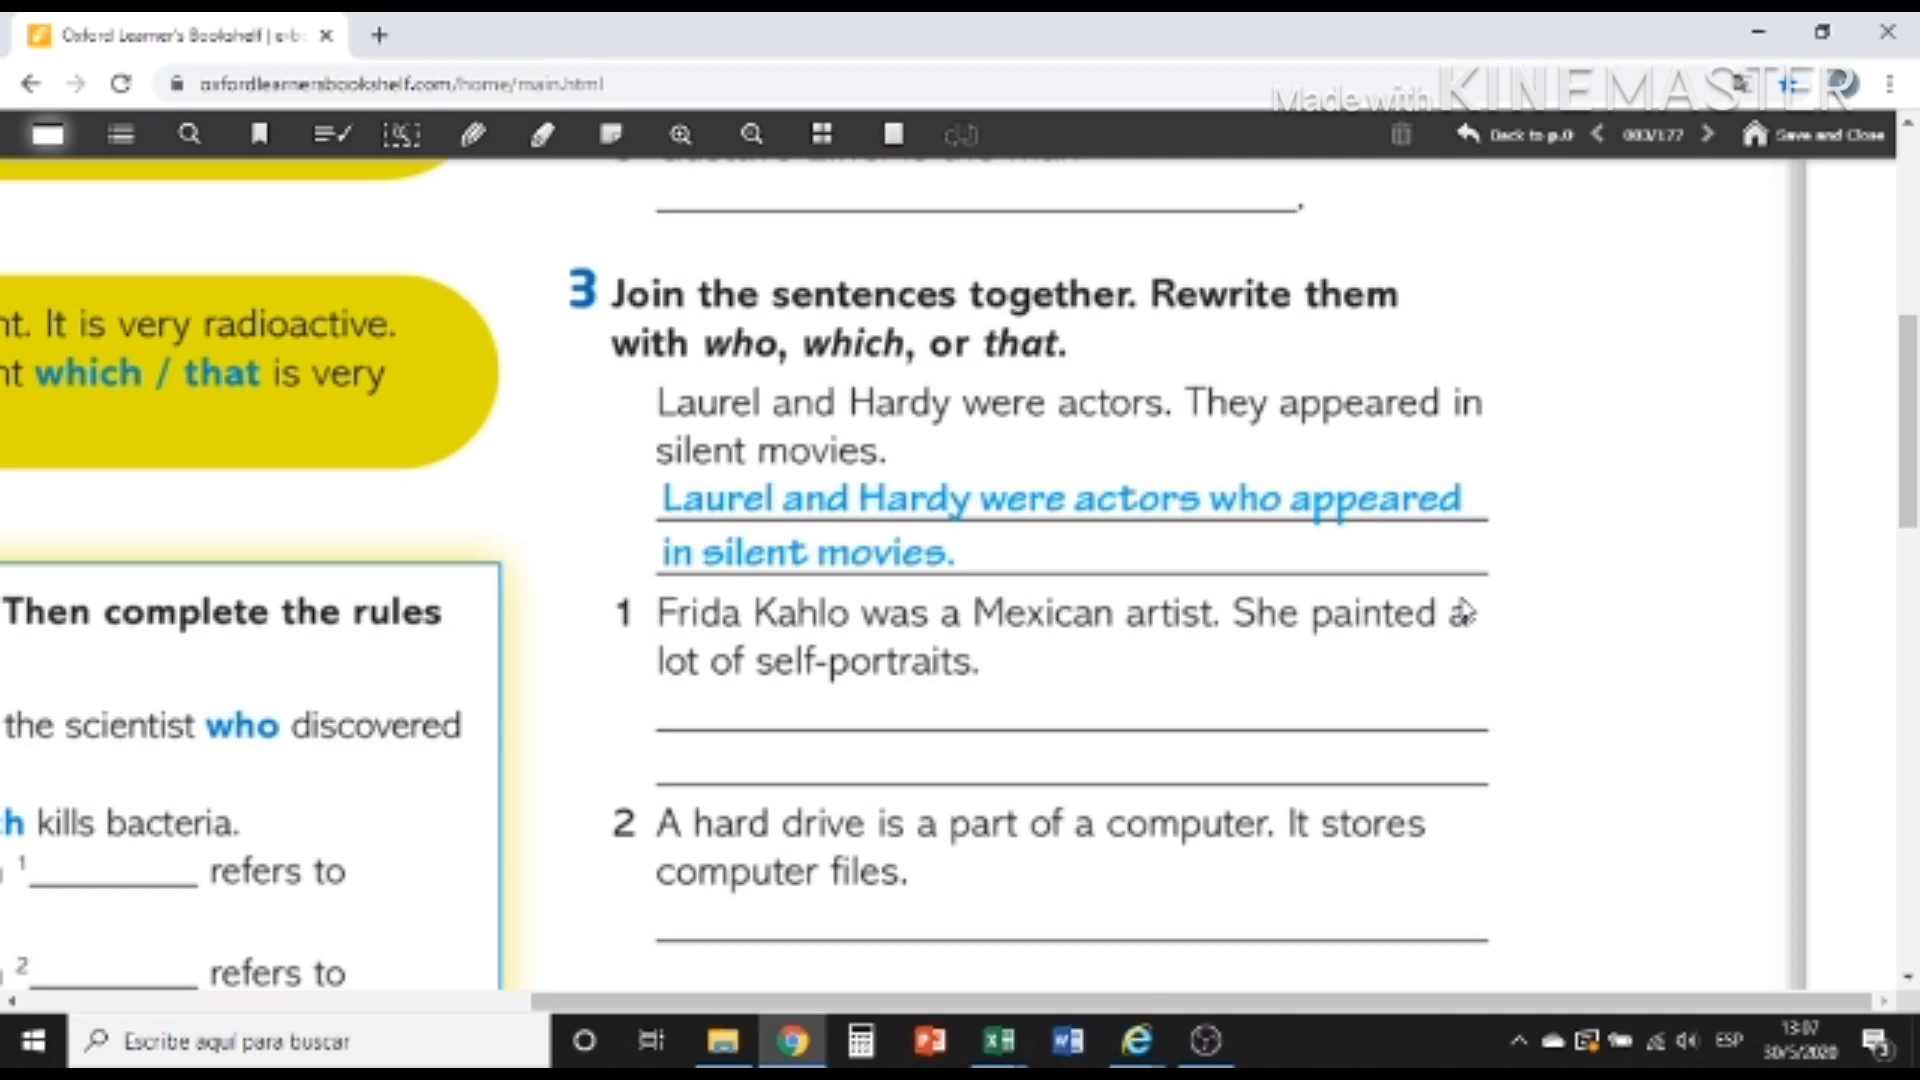 Oxford Learner's Bookshelf | e-b
oxfordlearnersbookshelf.com/home/main.html
Made with KINEMASTER
Back to p.0
003/177
Save and Close
nt. It is very radioactive.
nt which / that is very
Then complete the rules
the scientist who discovered
h kills bacteria.
1 ________ refers to
2 ________ refers to
3 Join the sentences together. Rewrite them
with who, which, or that.
Laurel and Hardy were actors. They appeared in
silent movies.
Laurel and Hardy were actors who appeared
in silent movies.
1 Frida Kahlo was a Mexican artist. She painted a
lot of self-portraits.
2 A hard drive is a part of a computer. It stores
computer files.
Escribe aquí para buscar
ESP
13:07
30/5/2020
3